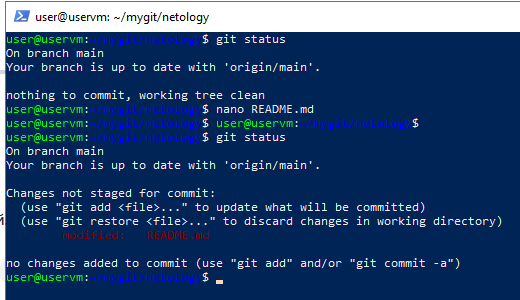 user@uservm: ~/mygit/netology
user@uservm:~/mygit/netology$ git status
On branch main
Your branch is up to date with 'origin/main'.
nothing to commit, working tree clean
user@uservm:~/mygit/netology$ nano README.md
user@uservm:~/mygit/netology$ user@uservm:~/mygit/netology$
user@uservm:~/mygit/netology$ git status
On branch main
Your branch is up to date with 'origin/main'.
Changes not staged for commit:
(use "git add <file>..." to update what will be committed)
(use "git restore <file>..." to discard changes in working directory)
modified: README.md
no changes added to commit (use "git add" and/or "git commit -a")
user@uservm:~/mygit/netology$
й